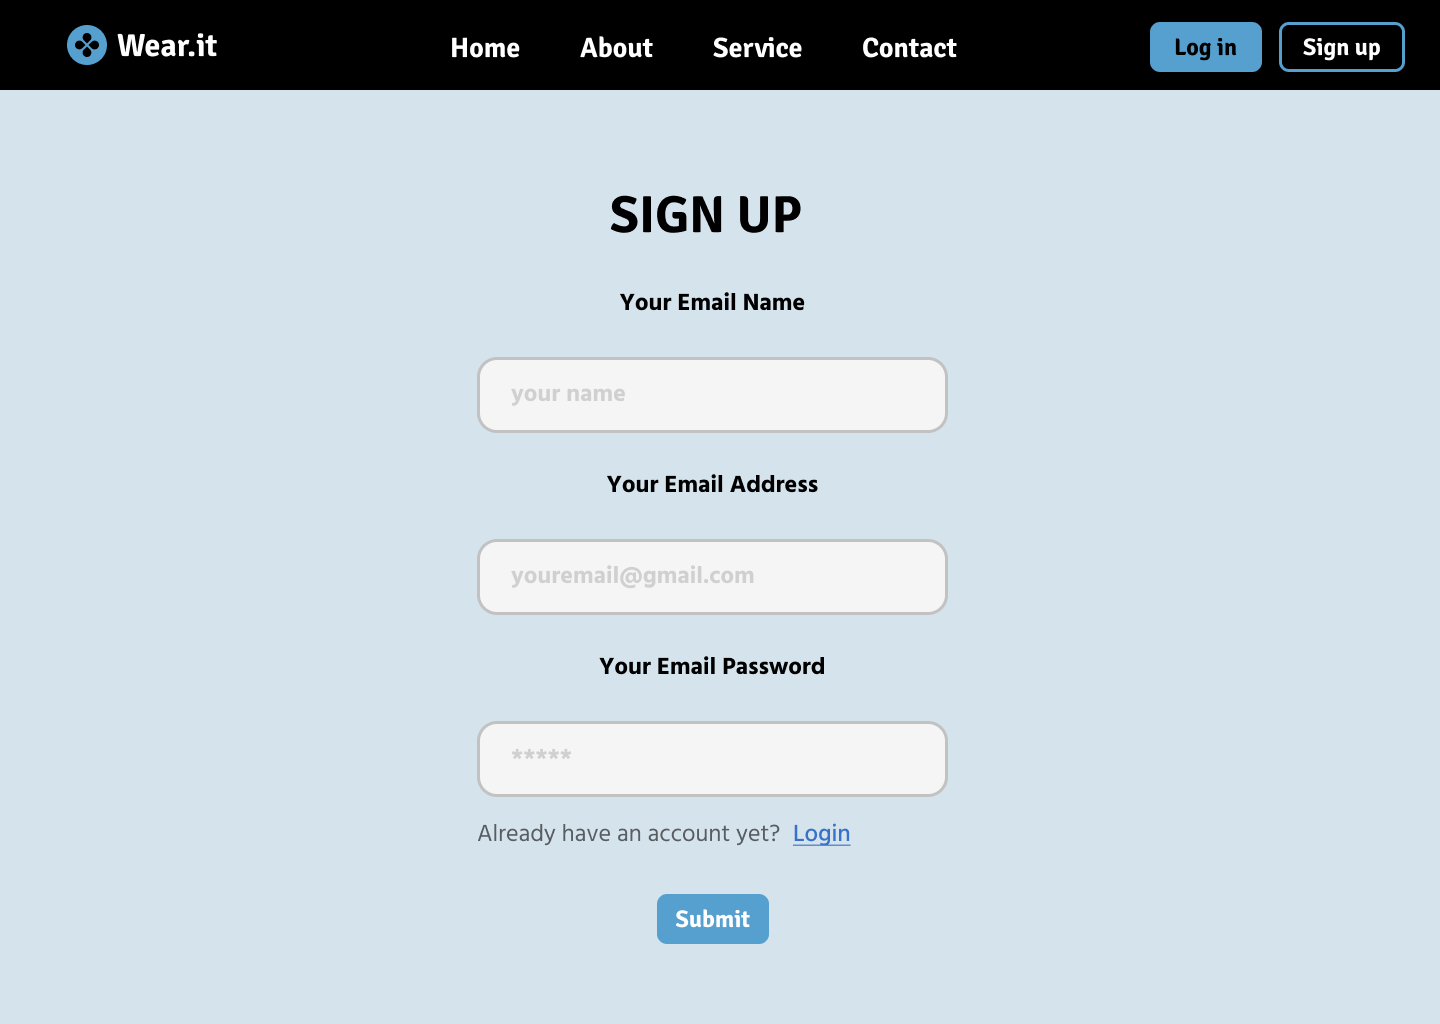 Wear.it
Home About Service Contact
Log in
Sign up
SIGN UP
Your Email Name
your name
Your Email Address
youremail@gmail.com
Your Email Password
*****
Already have an account yet? Login
Submit